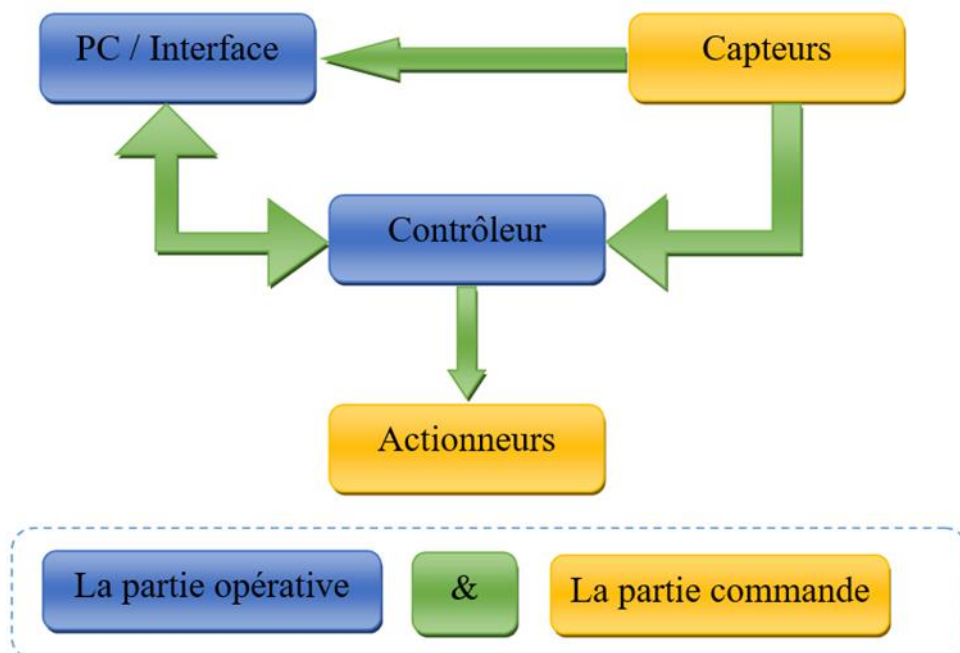 PC / Interface
Capteurs
Contrôleur
Actionneurs
La partie opérative
&
La partie commande